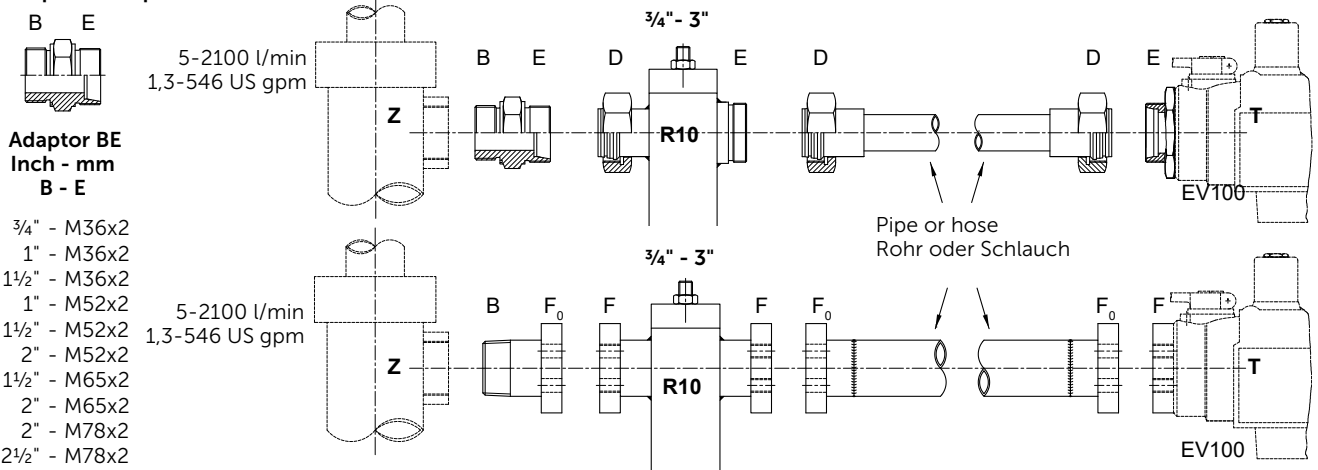 B E
Adaptor BE
Inch - mm
B - E
¾" - M36x2
1" - M36x2
1½" - M36x2
1" - M52x2
1½" - M52x2
2" - M52x2
1½" - M65x2
2" - M65x2
2" - M78x2
2½" - M78x2
¾"- 3"
5-2100 l/min
1,3-546 US gpm
B E D E D D E
Z R10 T
EV100
Pipe or hose
Rohr oder Schlauch
¾" - 3"
5-2100 l/min
1,3-546 US gpm
B F₀ F F F₀ F₀ F
Z R10 T
EV100